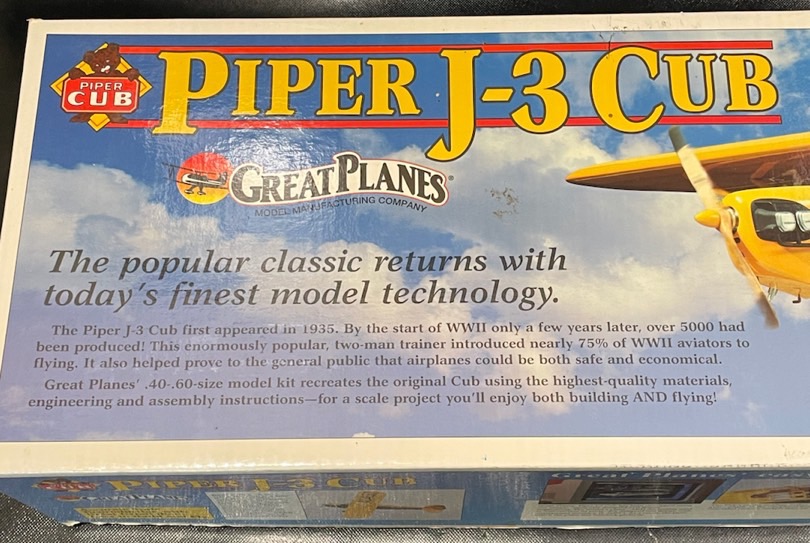 PIPER
CUB
PIPER J-3 CUB
GREAT PLANES®
MODEL MANUFACTURING COMPANY
The popular classic returns with
today's finest model technology.
The Piper J-3 Cub first appeared in 1935. By the start of WWII only a few years later, over 5000 had
been produced! This enormously popular, two-man trainer introduced nearly 75% of WWII aviators to
flying. It also helped prove to the general public that airplanes could be both safe and economical.
Great Planes' .40-.60-size model kit recreates the original Cub using the highest-quality materials,
engineering and assembly instructions—for a scale project you'll enjoy both building AND flying!
PIPER J-3 CUB
GREAT PLANES
Great Planes